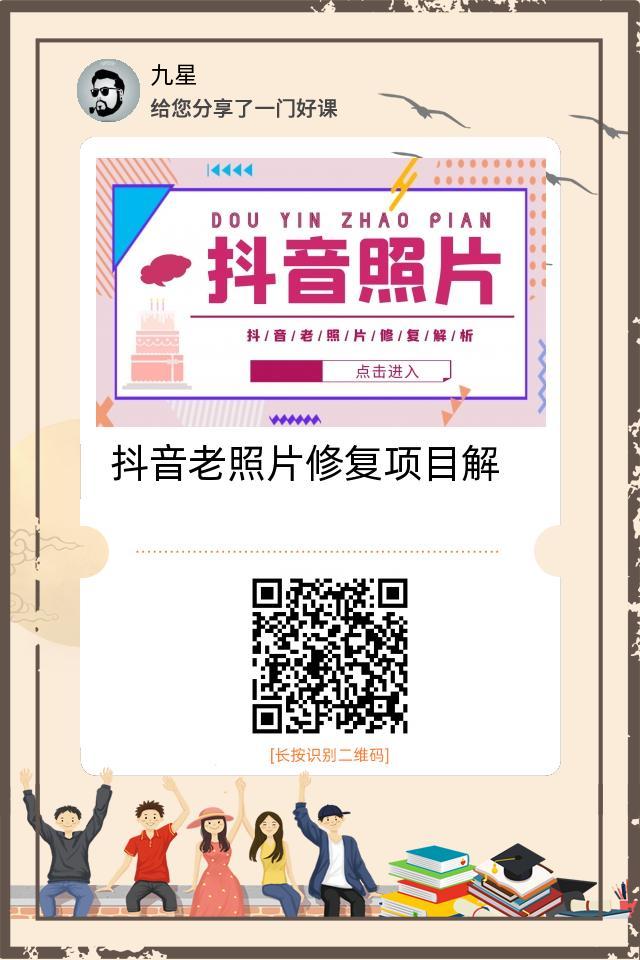 九星
给您分享了一门好课
DOU YIN ZHAO PIAN
抖音照片
抖/音/老/照/片/修/复/解/析
点击进入
抖音老照片修复项目解
[长按识别二维码]